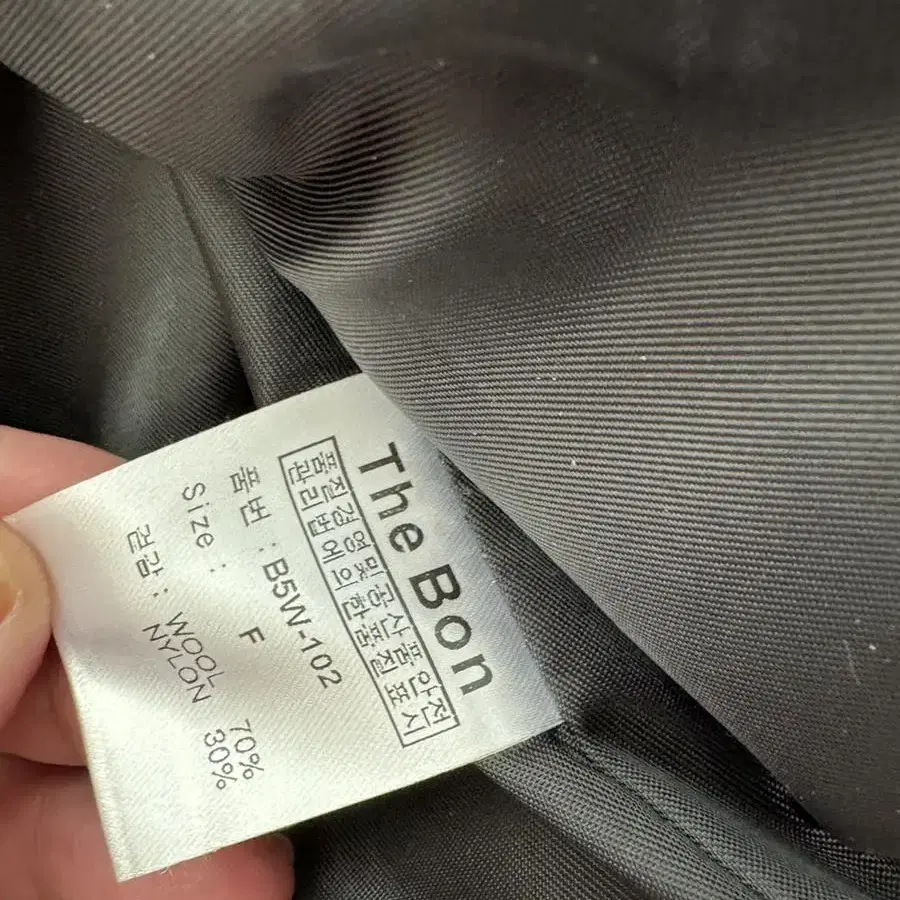 The Bon
품질경영및공산품안전
관리법에의한품질표시
품번 : B5W-102
Size : F
겉감 : WOOL 70%
NYLON 30%